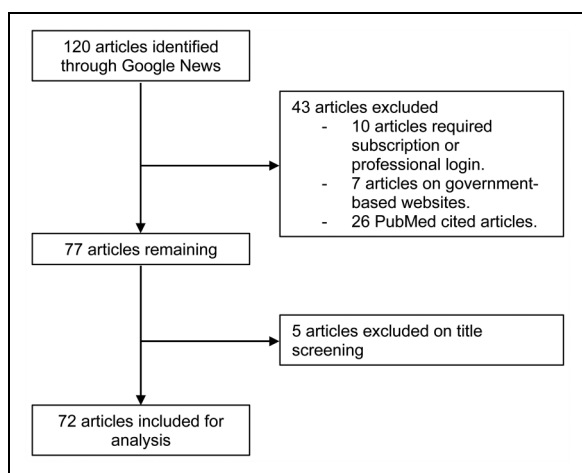 120 articles identified
through Google News
43 articles excluded
- 10 articles required
subscription or
professional login.
- 7 articles on government-
based websites.
- 26 PubMed cited articles.
77 articles remaining
5 articles excluded on title
screening
72 articles included for
analysis